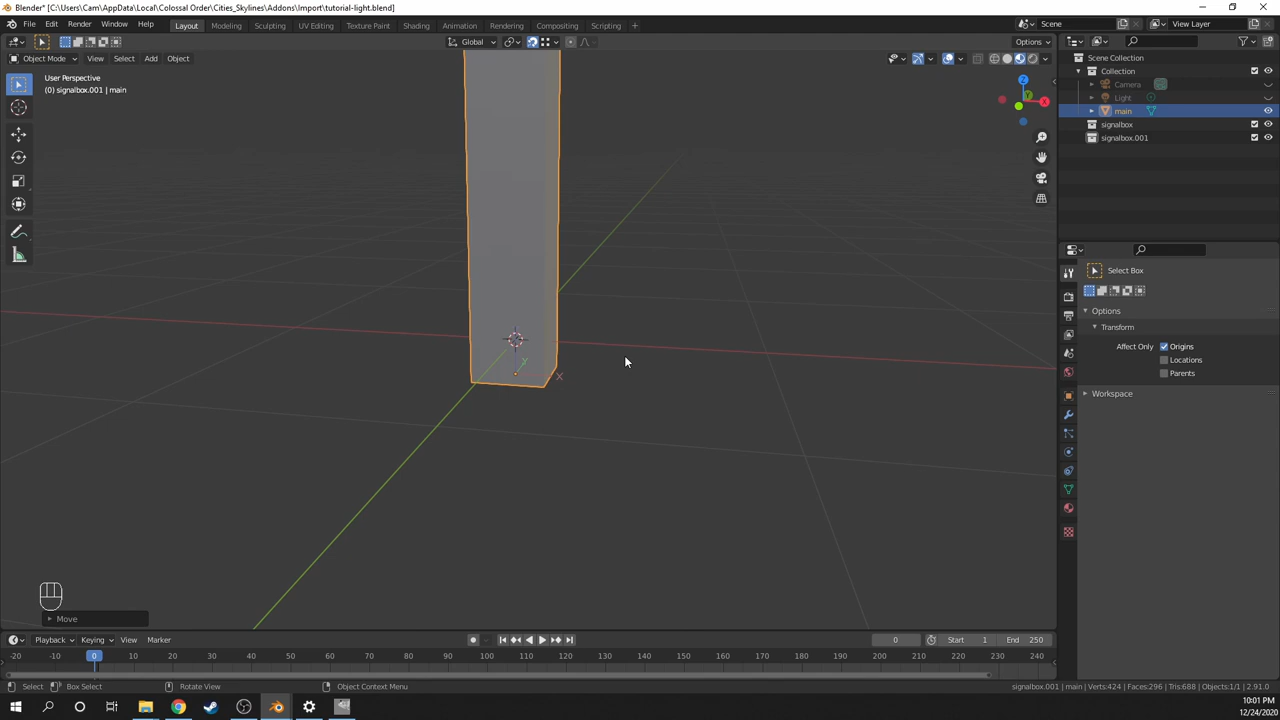 Blender* [C:\Users\Cam\AppData\Local\Colossal Order\Cities_Skylines\Addons\Import\tutorial-light.blend]
File Edit Render Window Help Layout Modeling Sculpting UV Editing Texture Paint Shading Animation Rendering Compositing Scripting + Scene View Layer
Global Options
Object Mode View Select Add Object
User Perspective
(0) signalbox.001 | main
Z
Y
X
Y
X
Scene Collection
Collection
Camera
Light
main
signalbox
signalbox.001
Select Box
Options
Transform
Affect Only Origins
Locations
Parents
Workspace
Move
Playback Keying View Marker 0 0 Start 1 End 250
-20 -10 0 10 20 30 40 50 60 70 80 90 100 110 120 130 140 150 160 170 180 190 200 210 220 230 240
Select Box Select Rotate View Object Context Menu signalbox.001 | main | Verts:424 | Faces:296 | Tris:688 | Objects:1/1 | 2.91.0
10:01 PM
12/24/2020